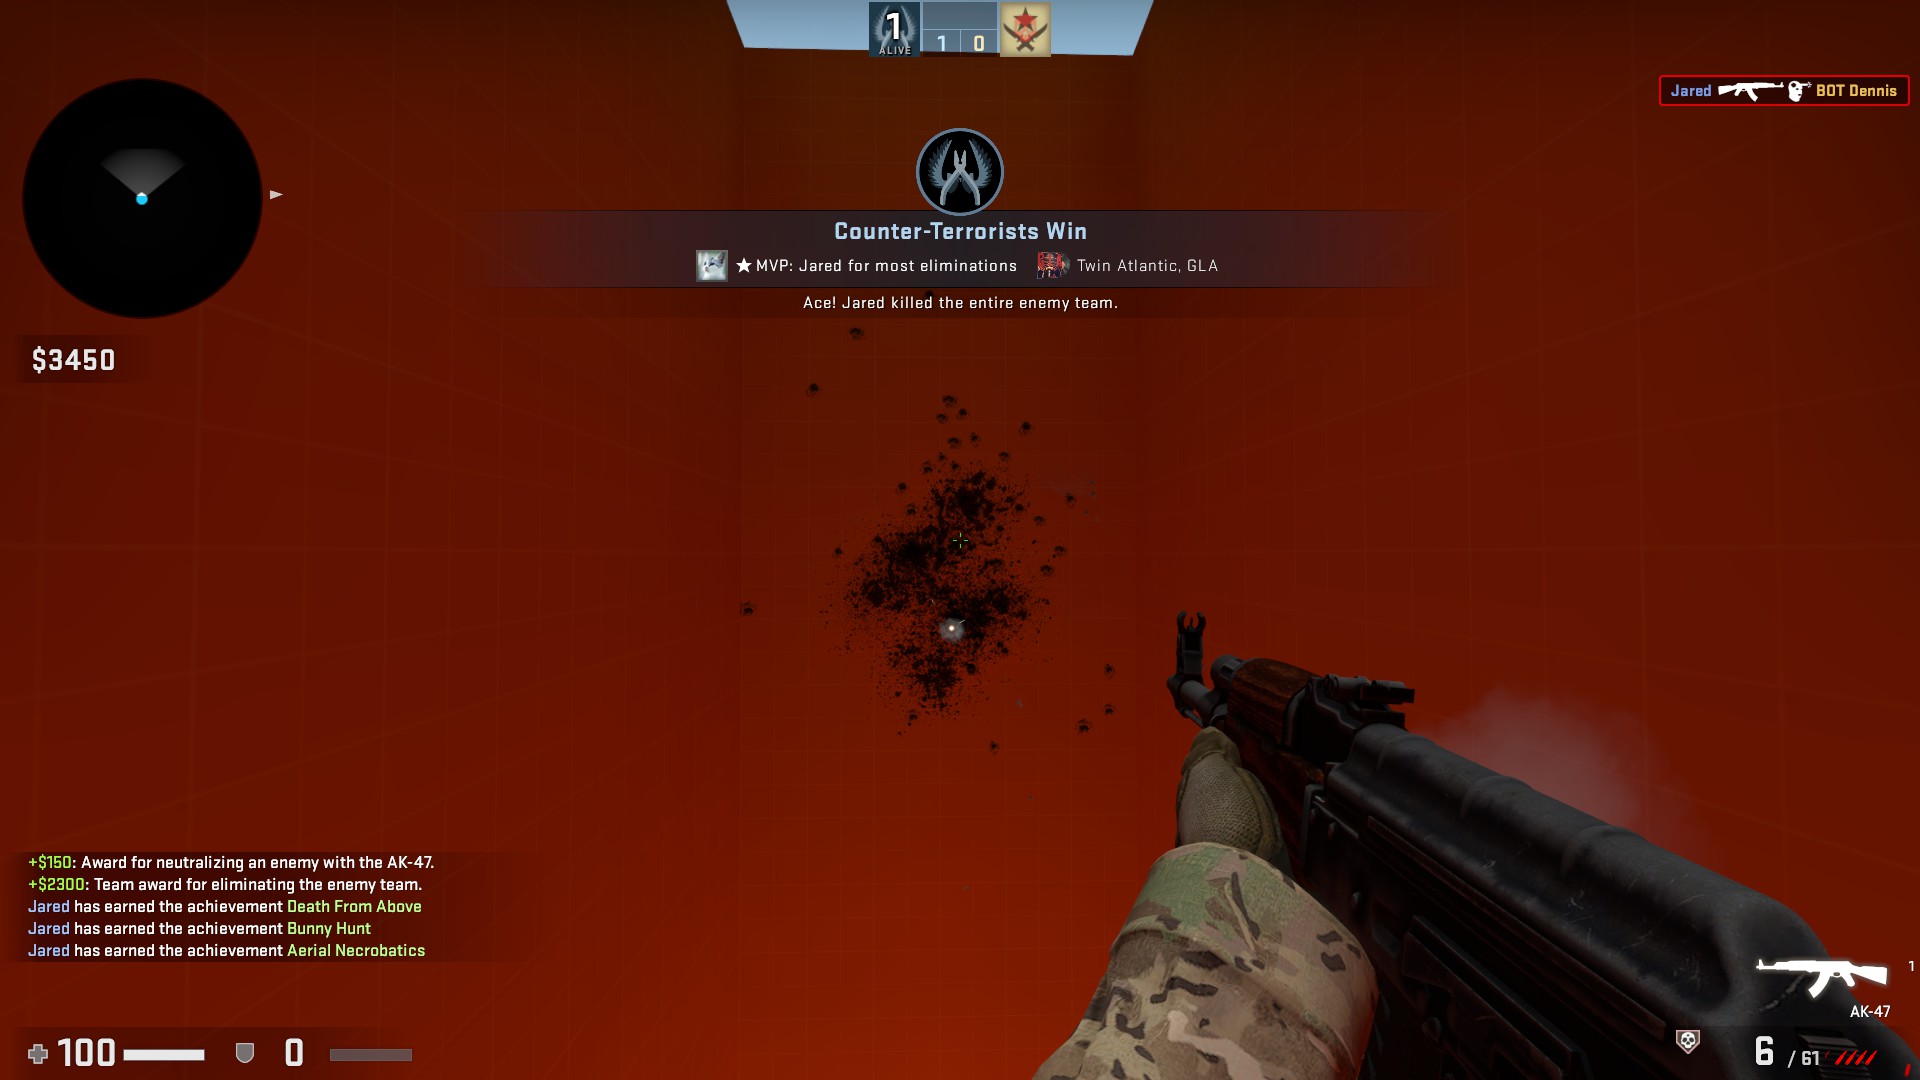 1
ALIVE
1 0
Jared BOT Dennis
Counter-Terrorists Win
MVP: Jared for most eliminations Twin Atlantic, GLA
Ace! Jared killed the entire enemy team.
$3450
+$150: Award for neutralizing an enemy with the AK-47.
+$2300: Team award for eliminating the enemy team.
Jared has earned the achievement Death From Above
Jared has earned the achievement Bunny Hunt
Jared has earned the achievement Aerial Necrobatics
1
AK-47
100 0
6 / 61